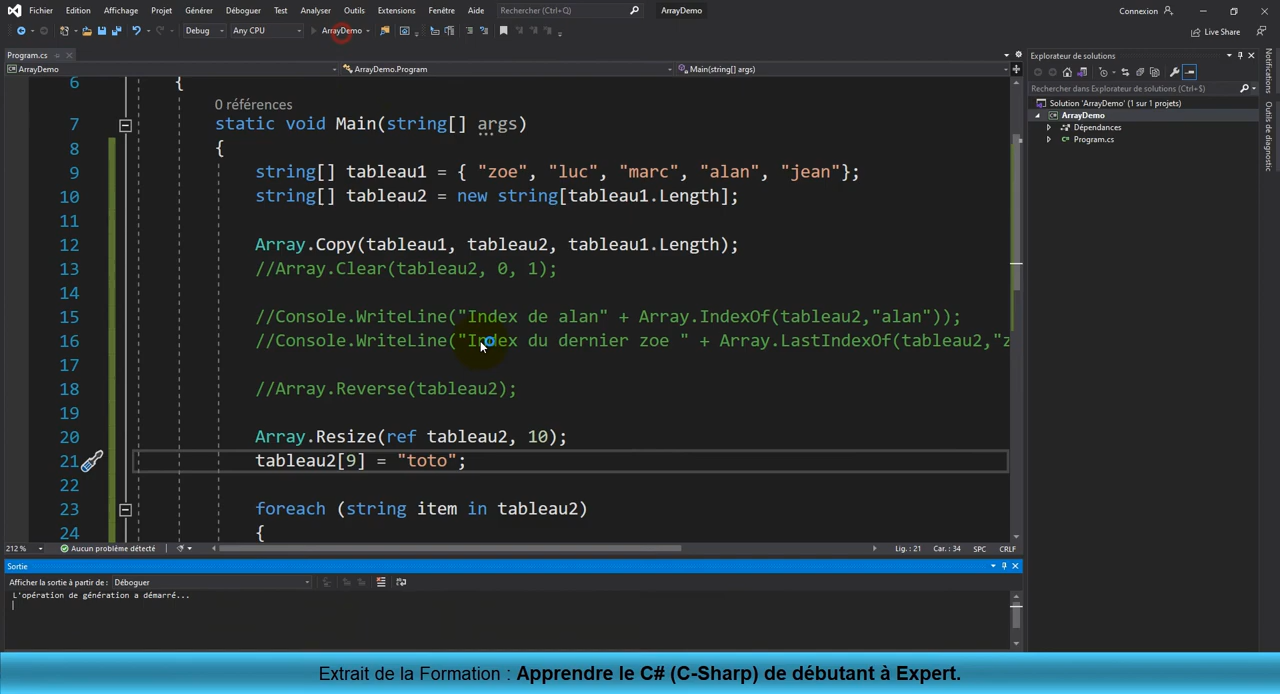 Fichier Edition Affichage Projet Générer Déboguer Test Analyser Outils Extensions Fenêtre Aide Rechercher (Ctrl+Q) ArrayDemo Connexion
Debug Any CPU ArrayDemo Live Share
Program.cs
ArrayDemo ArrayDemo.Program Main(string[] args)
6 {
0 références
7 static void Main(string[] args)
8 {
9 string[] tableau1 = { "zoe", "luc", "marc", "alan", "jean"};
10 string[] tableau2 = new string[tableau1.Length];
11
12 Array.Copy(tableau1, tableau2, tableau1.Length);
13 //Array.Clear(tableau2, 0, 1);
14
15 //Console.WriteLine("Index de alan" + Array.IndexOf(tableau2,"alan"));
16 //Console.WriteLine("Index du dernier zoe " + Array.LastIndexOf(tableau2,"z
17
18 //Array.Reverse(tableau2);
19
20 Array.Resize(ref tableau2, 10);
21 tableau2[9] = "toto";
22
23 foreach (string item in tableau2)
24 {
212 % Aucun problème détecté Lig. : 21 Car. : 34 SPC CRLF
Sortie
Afficher la sortie à partir de : Déboguer
L'opération de génération a démarré...
Explorateur de solutions
Rechercher dans Explorateur de solutions (Ctrl+$)
Solution 'ArrayDemo' (1 sur 1 projets)
ArrayDemo
Dépendances
Program.cs
Notifications
Outils de diagnostic
Extrait de la Formation : Apprendre le C# (C-Sharp) de débutant à Expert.